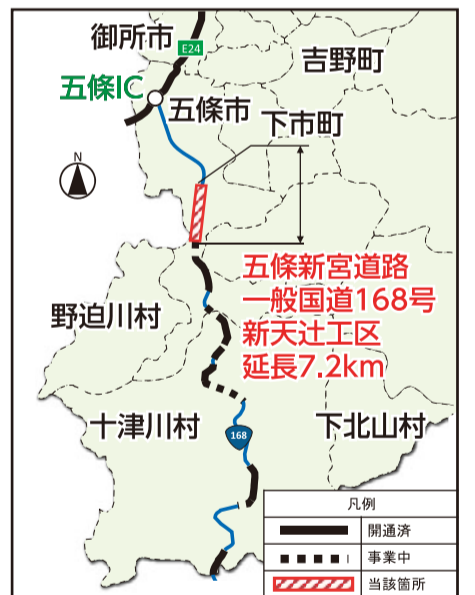 御所市
E24
吉野町
五條IC
五條市
下市町
N
五條新宮道路
一般国道168号
新天辻工区
延長7.2km
野迫川村
十津川村
下北山村
168
凡例
開通済
事業中
当該箇所